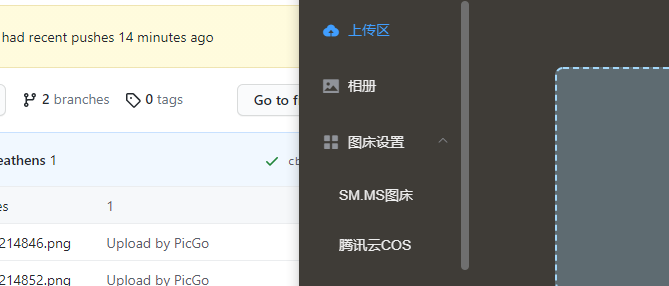 had recent pushes 14 minutes ago
2 branches
0 tags
Go to f
eathens 1
cb
es
1
214846.png
Upload by PicGo
214852.png
Upload by PicGo
上传区
相册
图床设置
SM.MS图床
腾讯云COS